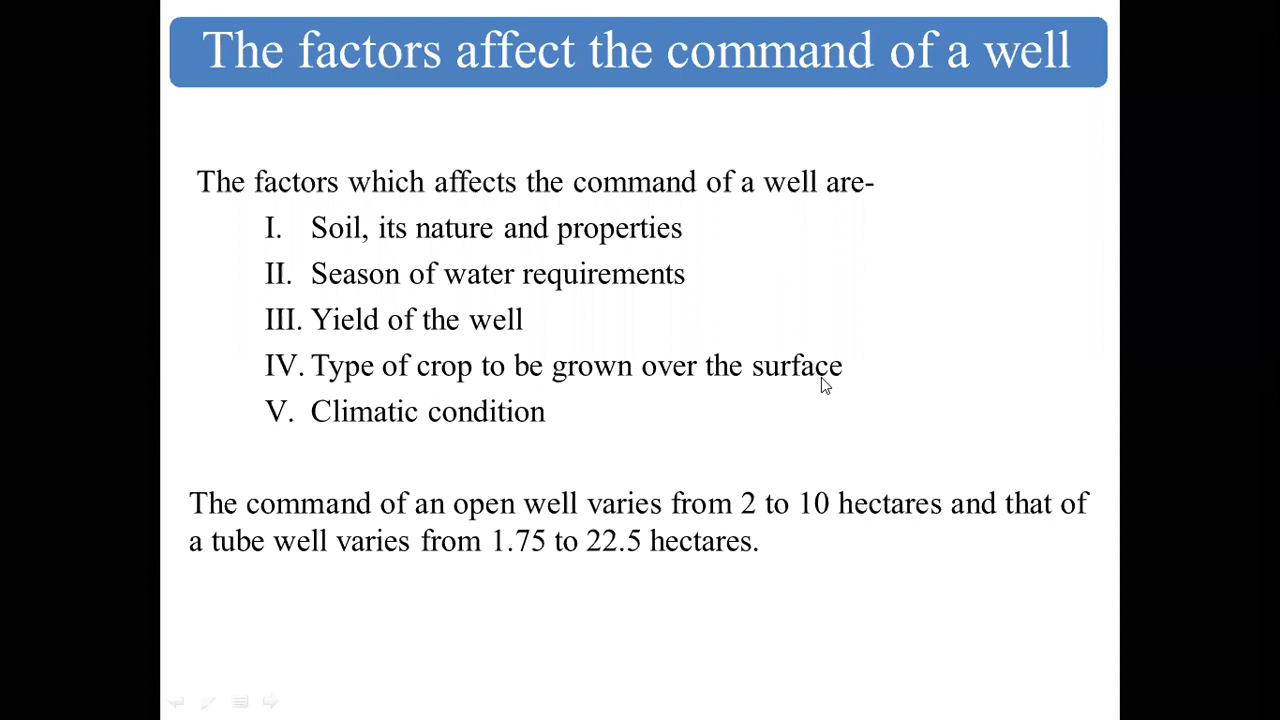 The factors affect the command of a well
The factors which affects the command of a well are-
I. Soil, its nature and properties
II. Season of water requirements
III. Yield of the well
IV. Type of crop to be grown over the surface
V. Climatic condition
The command of an open well varies from 2 to 10 hectares and that of
a tube well varies from 1.75 to 22.5 hectares.